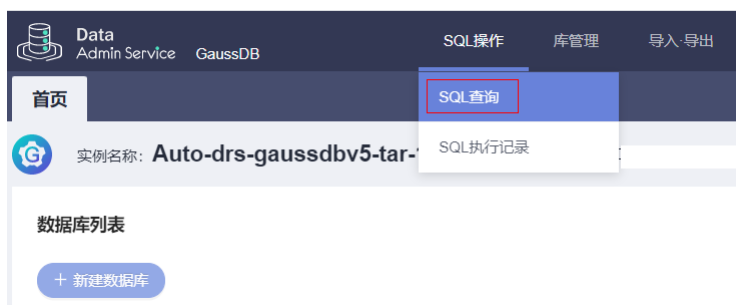 Data
Admin Service GaussDB
SQL操作 库管理 导入·导出
首页
SQL查询
SQL执行记录
实例名称: Auto-drs-gaussdbv5-tar-
数据库列表
+ 新建数据库